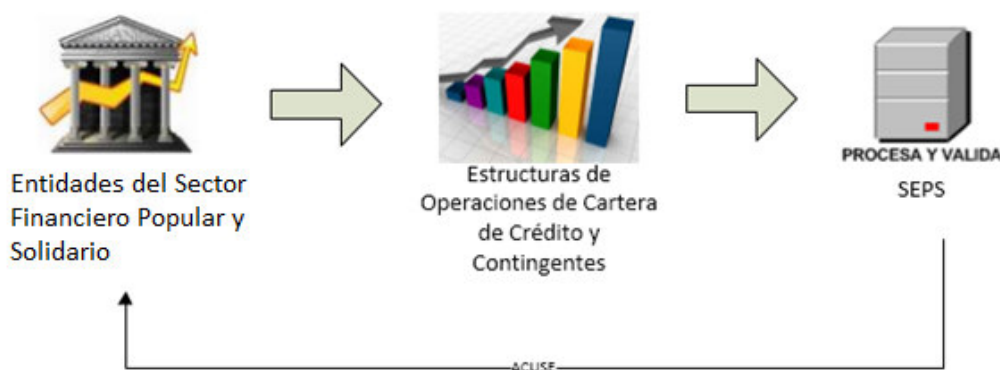 Entidades del Sector
Financiero Popular y
Solidario
Estructuras de
Operaciones de Cartera
de Crédito y
Contingentes
PROCESA Y VALIDA
SEPS
ACUSE